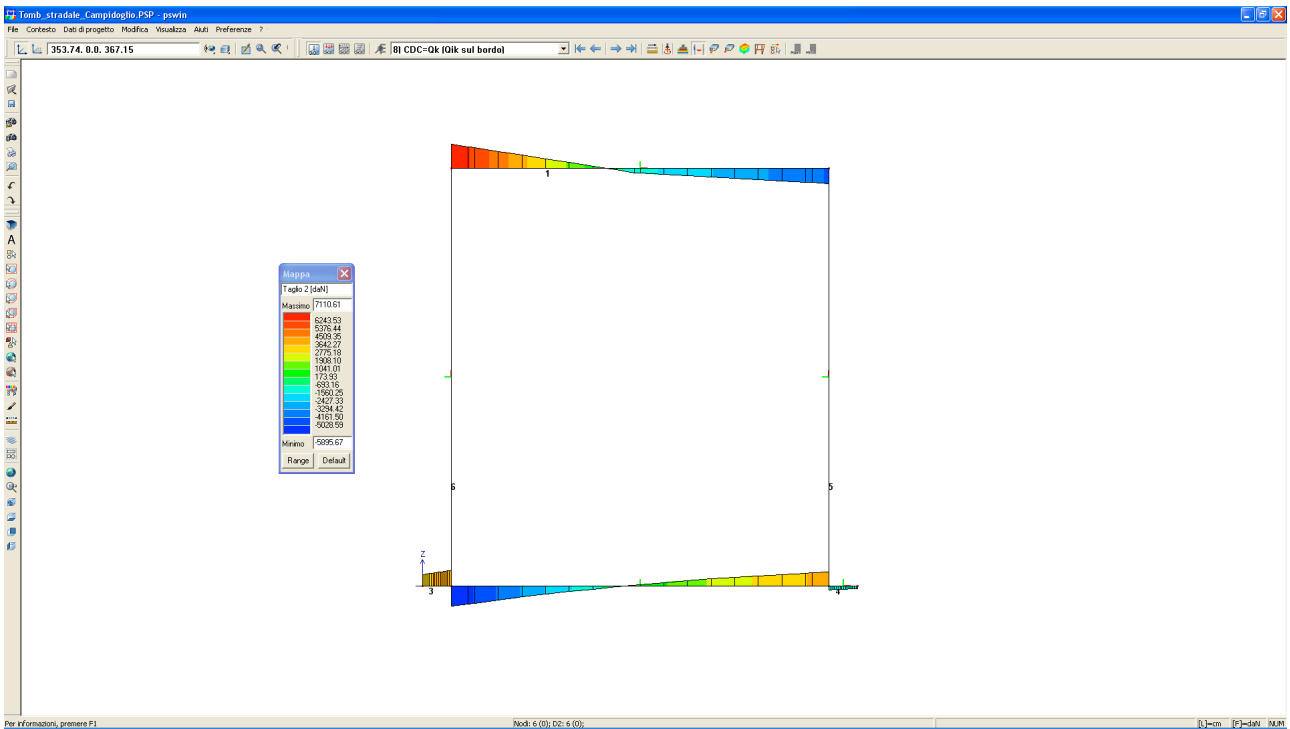 Tomb_stradale_Campidoglio.PSP - pswin
File Contesto Dati di progetto Modifica Visualizza Aiuti Preferenze ?
353.74. 0.0. 367.15
8) CDC=Qk (Qik sul bordo)
A
1
Mappa
Taglio 2 [daN]
Massimo 7110.61
6243.53
5376.44
4509.35
3642.27
2775.18
1908.10
1041.01
173.93
-693.16
-1560.25
-2427.33
-3294.42
-4161.50
-5028.59
Minimo -5895.67
Range Default
6
5
Z
3
4
Per informazioni, premere F1
Nodi: 6 (0); D2: 6 (0);
[L]=cm [F]=daN NUM